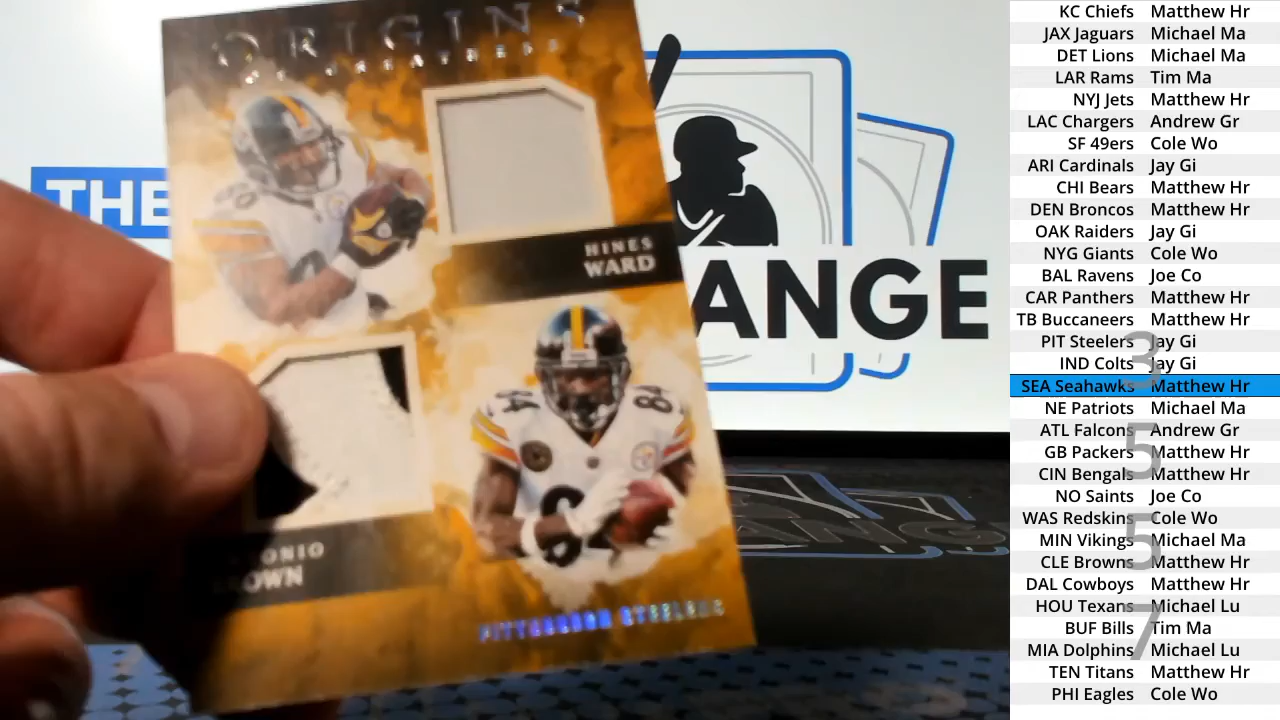 ORIGINS
THE
ANGE
HINES
WARD
84 84
BROWN
PITTSBURGH STEELERS
KC Chiefs Matthew Hr
JAX Jaguars Michael Ma
DET Lions Michael Ma
LAR Rams Tim Ma
NYJ Jets Matthew Hr
LAC Chargers Andrew Gr
SF 49ers Cole Wo
ARI Cardinals Jay Gi
CHI Bears Matthew Hr
DEN Broncos Matthew Hr
OAK Raiders Jay Gi
NYG Giants Cole Wo
BAL Ravens Joe Co
CAR Panthers Matthew Hr
TB Buccaneers Matthew Hr
PIT Steelers Jay Gi
IND Colts Jay Gi
SEA Seahawks Matthew Hr
NE Patriots Michael Ma
ATL Falcons Andrew Gr
GB Packers Matthew Hr
CIN Bengals Matthew Hr
NO Saints Joe Co
WAS Redskins Cole Wo
MIN Vikings Michael Ma
CLE Browns Matthew Hr
DAL Cowboys Matthew Hr
HOU Texans Michael Lu
BUF Bills Tim Ma
MIA Dolphins Michael Lu
TEN Titans Matthew Hr
PHI Eagles Cole Wo
3
5
5
7